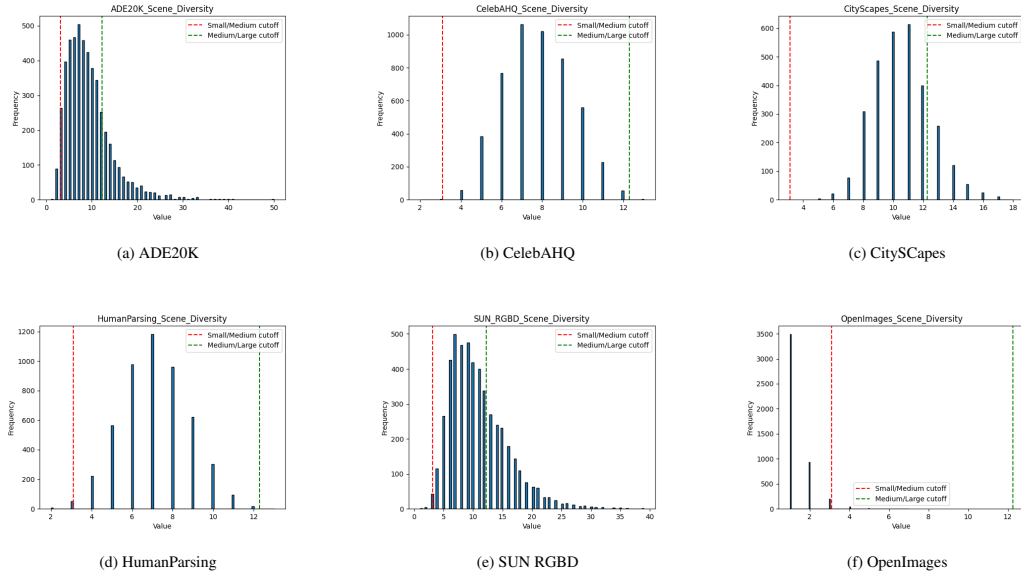 ADE20K_Scene_Diversity
Small/Medium cutoff
Medium/Large cutoff
Frequency
500
400
300
200
100
0
0 10 20 30 40 50
Value
(a) ADE20K
CelebAHQ_Scene_Diversity
Small/Medium cutoff
Medium/Large cutoff
Frequency
1000
800
600
400
200
0
2 4 6 8 10 12
Value
(b) CelebAHQ
CityScapes_Scene_Diversity
Small/Medium cutoff
Medium/Large cutoff
Frequency
600
500
400
300
200
100
0
4 6 8 10 12 14 16 18
Value
(c) CitySCapes
HumanParsing_Scene_Diversity
Small/Medium cutoff
Medium/Large cutoff
Frequency
1200
1000
800
600
400
200
0
2 4 6 8 10 12
Value
(d) HumanParsing
SUN_RGBD_Scene_Diversity
Small/Medium cutoff
Medium/Large cutoff
Frequency
500
400
300
200
100
0
0 5 10 15 20 25 30 35 40
Value
(e) SUN RGBD
OpenImages_Scene_Diversity
Frequency
3500
3000
2500
2000
1500
1000
500
0
Small/Medium cutoff
Medium/Large cutoff
2 4 6 8 10 12
Value
(f) OpenImages